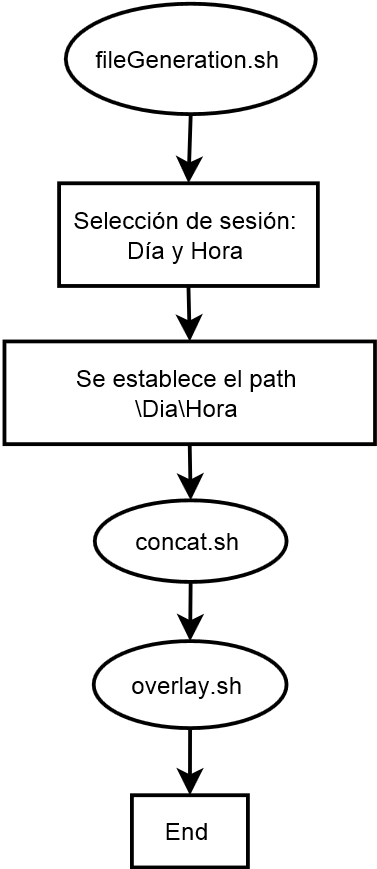 fileGeneration.sh
Selección de sesión:
Día y Hora
Se establece el path
\Dia\Hora
concat.sh
overlay.sh
End